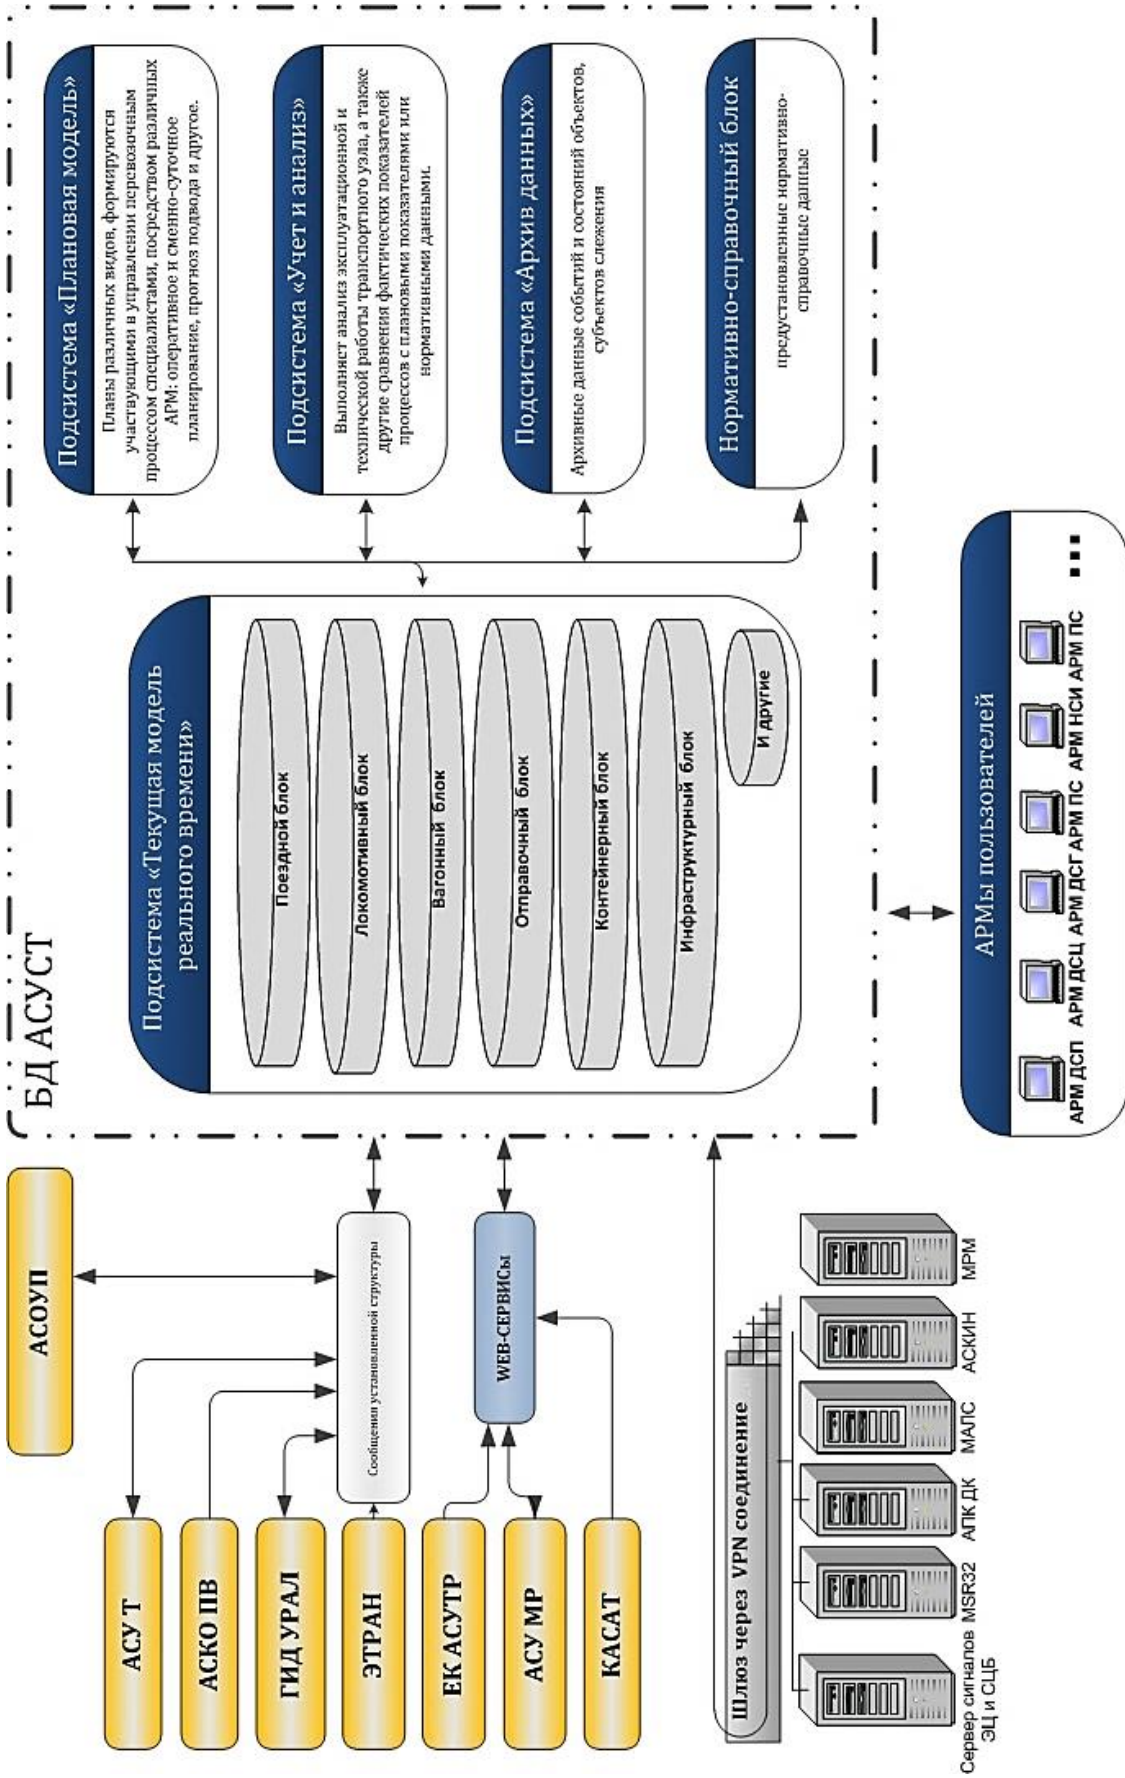 БД АСУСТ
АСОУП
АСУ Т
АСКО ПВ
ГИД УРАЛ
ЭТРАН
ЕК АСУТР
АСУ МР
КАСАТ
Сообщения установленной структуры
WEB-СЕРВИСы
Шлюз через VPN соединение
Сервер сигналов
ЭЦ и СЦБ
MSR32
АПК ДК
МАЛС
АСКИН
МРМ
Подсистема «Текущая модель
реального времени»
Поездной блок
Локомотивный блок
Вагонный блок
Отправочный блок
Контейнерный блок
Инфраструктурный блок
И другие
Подсистема «Плановая модель»
Планы различных видов, формируются
участвующими в управлении перевозочным
процессом специалистами, посредством различных
АРМ: оперативное и сменно-суточное
планирование, прогноз подвода и другое.
Подсистема «Учет и анализ»
Выполняют анализ эксплуатационной и
технической работы транспортного узла, а также
другие сравнения фактических показателей
процессов с плановыми показателями или
нормативными данными.
Подсистема «Архив данных»
Архивные данные событий и состояний объектов,
субъектов слежения
Нормативно-справочный блок
предустановленные нормативно-
справочные данные
АРМы пользователей
АРМ ДСП
АРМ ДСЦ
АРМ ДСГ
АРМ ПС
АРМ НСИ
АРМ ПС
...